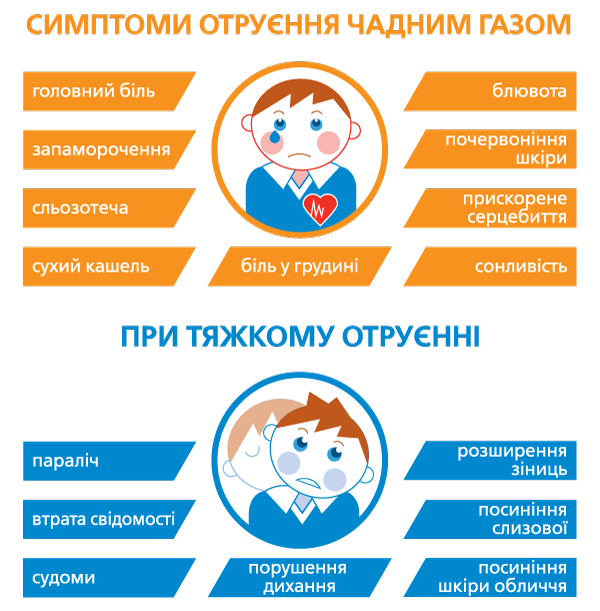 СИМПТОМИ ОТРУЄННЯ ЧАДНИМ ГАЗОМ
головний біль
запаморочення
сльозотеча
сухий кашель
біль у грудині
блювота
почервоніння
шкіри
прискорене
серцебиття
сонливість
ПРИ ТЯЖКОМУ ОТРУЄННІ
параліч
втрата свідомості
судоми
порушення
дихання
розширення
зіниць
посиніння
слизової
посиніння
шкіри обличчя